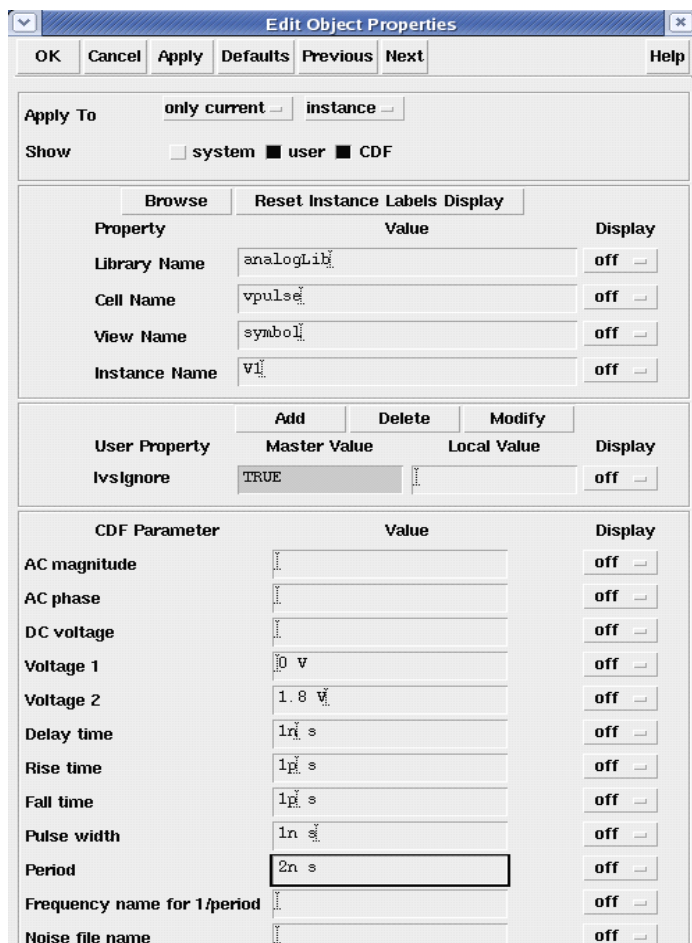 Edit Object Properties
OK Cancel Apply Defaults Previous Next Help
Apply To only current instance
Show system user CDF
Browse Reset Instance Labels Display
Property Value Display
Library Name analogLib off
Cell Name vpulse off
View Name symbol off
Instance Name V1 off
Add Delete Modify
User Property Master Value Local Value Display
lvsIgnore TRUE off
CDF Parameter Value Display
AC magnitude off
AC phase off
DC voltage off
Voltage 1 0 V off
Voltage 2 1.8 V off
Delay time 1n s off
Rise time 1p s off
Fall time 1p s off
Pulse width 1n s off
Period 2n s off
Frequency name for 1/period off
Noise file name off